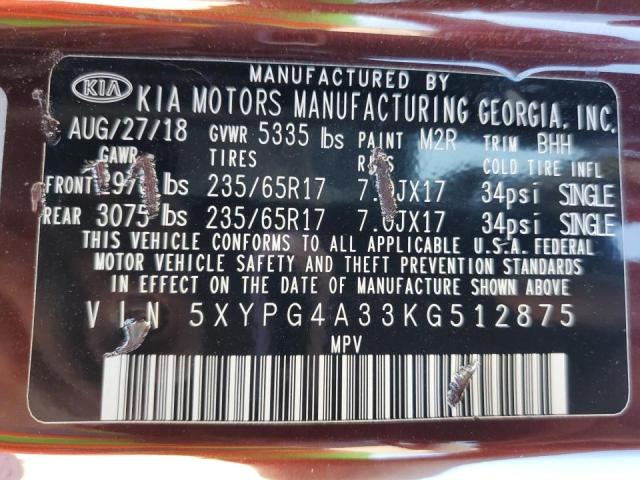 MANUFACTURED BY
KIA KIA MOTORS MANUFACTURING GEORGIA, INC.
AUG/27/18 GVWR 5335 lbs PAINT M2R TRIM BHH
GAWR TIRES COLD TIRE INFL
FRONT lbs 235/65R17 34psi SINGLE
REAR 3075 lbs 235/65R17 7.0JX17 34psi SINGLE
THIS VEHICLE CONFORMS TO ALL APPLICABLE U.S.A. FEDERAL
MOTOR VEHICLE SAFETY AND THEFT PREVENTION STANDARDS
IN EFFECT ON THE DATE OF MANUFACTURE SHOWN ABOVE
VIN 5XYPG4A33KG512875
MPV